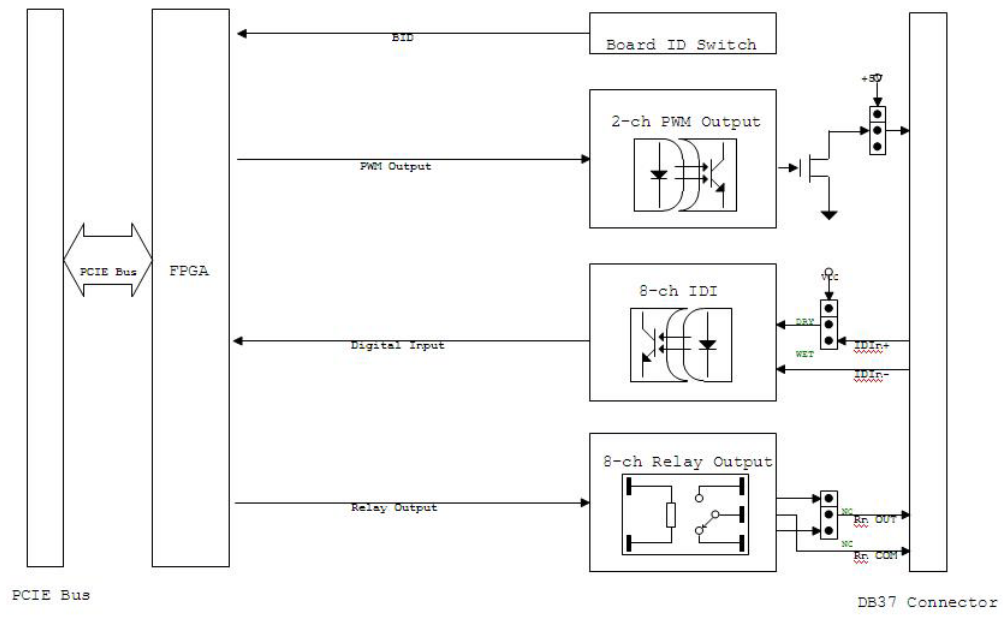 BID
Board ID Switch
+5V
2-ch PWM Output
PWM Output
PCIE Bus
FPGA
8-ch IDI
VCC
DRY
Digital Input
IDIn+
WET
IDIn-
8-ch Relay Output
Relay Output
NC
Rn OUT
NC
Rn COM
PCIE Bus
DB37 Connector